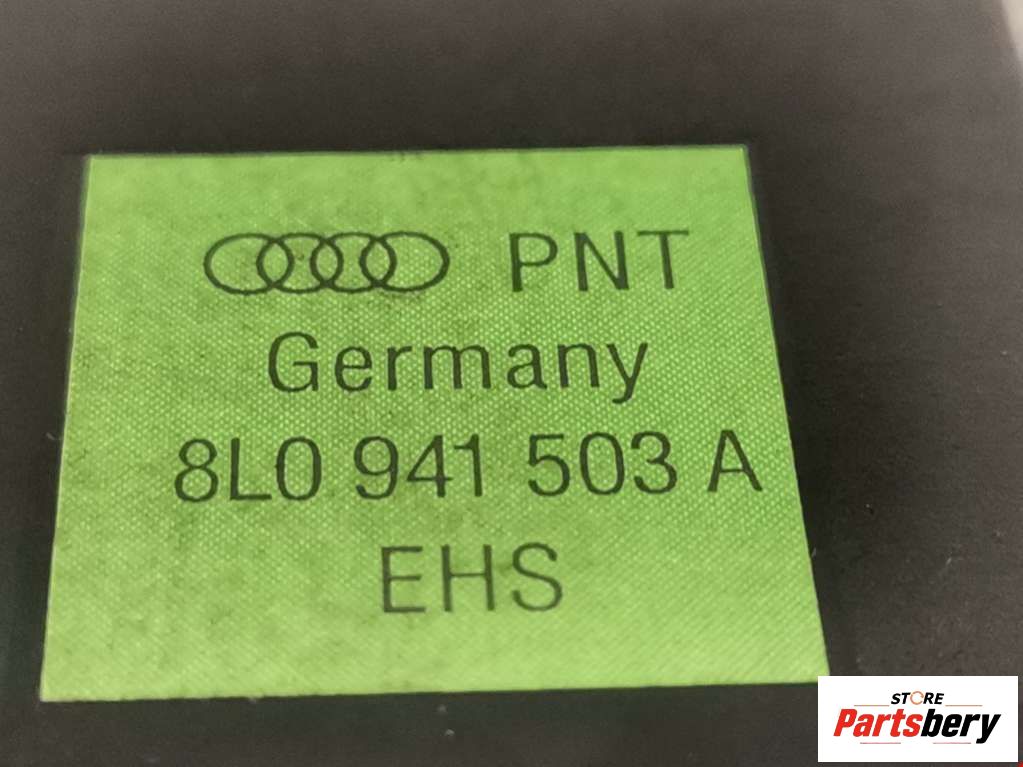 PNT
Germany
8L0 941 503 A
EHS
STORE
Partsbery